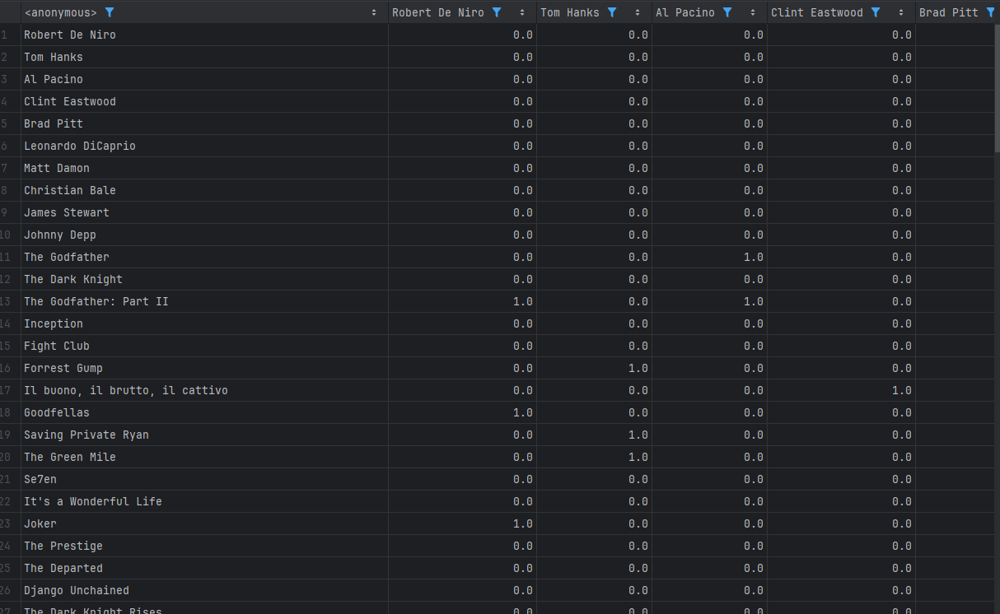 <anonymous> Robert De Niro Tom Hanks Al Pacino Clint Eastwood Brad Pitt
1 Robert De Niro 0.0 0.0 0.0 0.0
2 Tom Hanks 0.0 0.0 0.0 0.0
3 Al Pacino 0.0 0.0 0.0 0.0
4 Clint Eastwood 0.0 0.0 0.0 0.0
5 Brad Pitt 0.0 0.0 0.0 0.0
6 Leonardo DiCaprio 0.0 0.0 0.0 0.0
7 Matt Damon 0.0 0.0 0.0 0.0
8 Christian Bale 0.0 0.0 0.0 0.0
9 James Stewart 0.0 0.0 0.0 0.0
10 Johnny Depp 0.0 0.0 0.0 0.0
11 The Godfather 0.0 0.0 1.0 0.0
12 The Dark Knight 0.0 0.0 0.0 0.0
13 The Godfather: Part II 1.0 0.0 1.0 0.0
14 Inception 0.0 0.0 0.0 0.0
15 Fight Club 0.0 0.0 0.0 0.0
16 Forrest Gump 0.0 1.0 0.0 0.0
17 Il buono, il brutto, il cattivo 0.0 0.0 0.0 1.0
18 Goodfellas 1.0 0.0 0.0 0.0
19 Saving Private Ryan 0.0 1.0 0.0 0.0
20 The Green Mile 0.0 1.0 0.0 0.0
21 Se7en 0.0 0.0 0.0 0.0
22 It's a Wonderful Life 0.0 0.0 0.0 0.0
23 Joker 1.0 0.0 0.0 0.0
24 The Prestige 0.0 0.0 0.0 0.0
25 The Departed 0.0 0.0 0.0 0.0
26 Django Unchained 0.0 0.0 0.0 0.0
27 The Dark Knight Rises 0.0 0.0 0.0 0.0